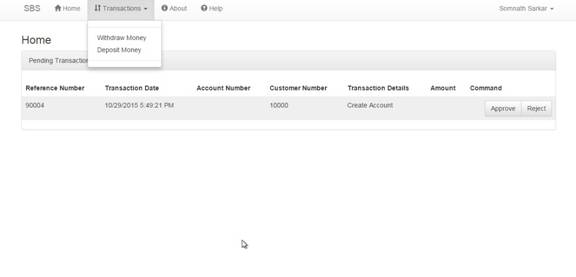 SBS Home Transactions About Help Somnath Sarkar
Withdraw Money
Deposit Money
Home
Pending Transaction
Reference Number Transaction Date Account Number Customer Number Transaction Details Amount Command
90004 10/29/2015 5:49:21 PM 10000 Create Account Approve Reject